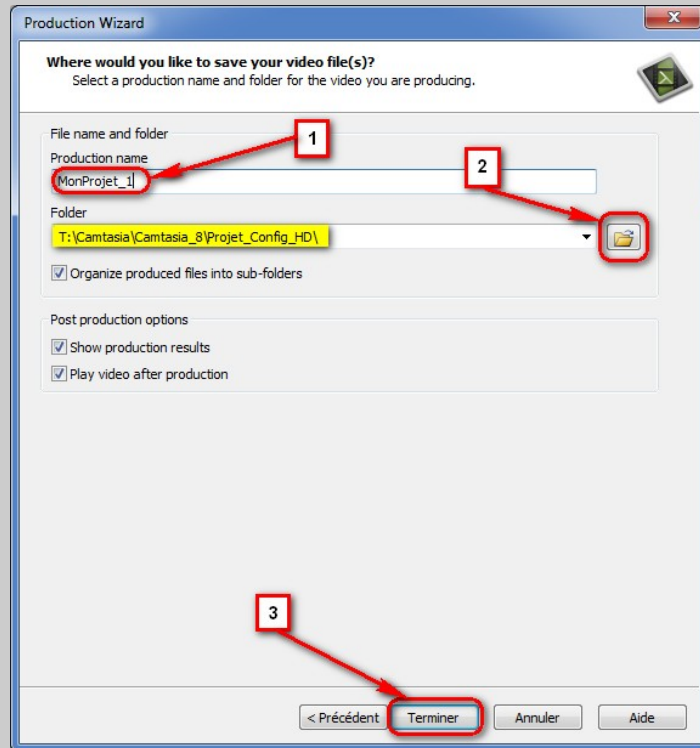 Production Wizard
Where would you like to save your video file(s)?
Select a production name and folder for the video you are producing.
File name and folder
1
Production name
2
MonProjet_1
Folder
T:\Camtasia\Camtasia_8\Projet_Config_HD\
Organize produced files into sub-folders
Post production options
Show production results
Play video after production
3
< Précédent Terminer Annuler Aide